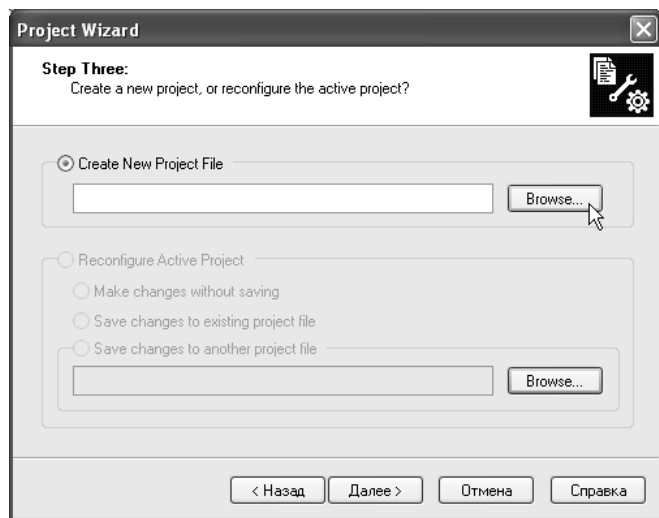 Project Wizard
Step Three:
Create a new project, or reconfigure the active project?
Create New Project File
Browse...
Reconfigure Active Project
Make changes without saving
Save changes to existing project file
Save changes to another project file
Browse...
< Назад Далее > Отмена Справка